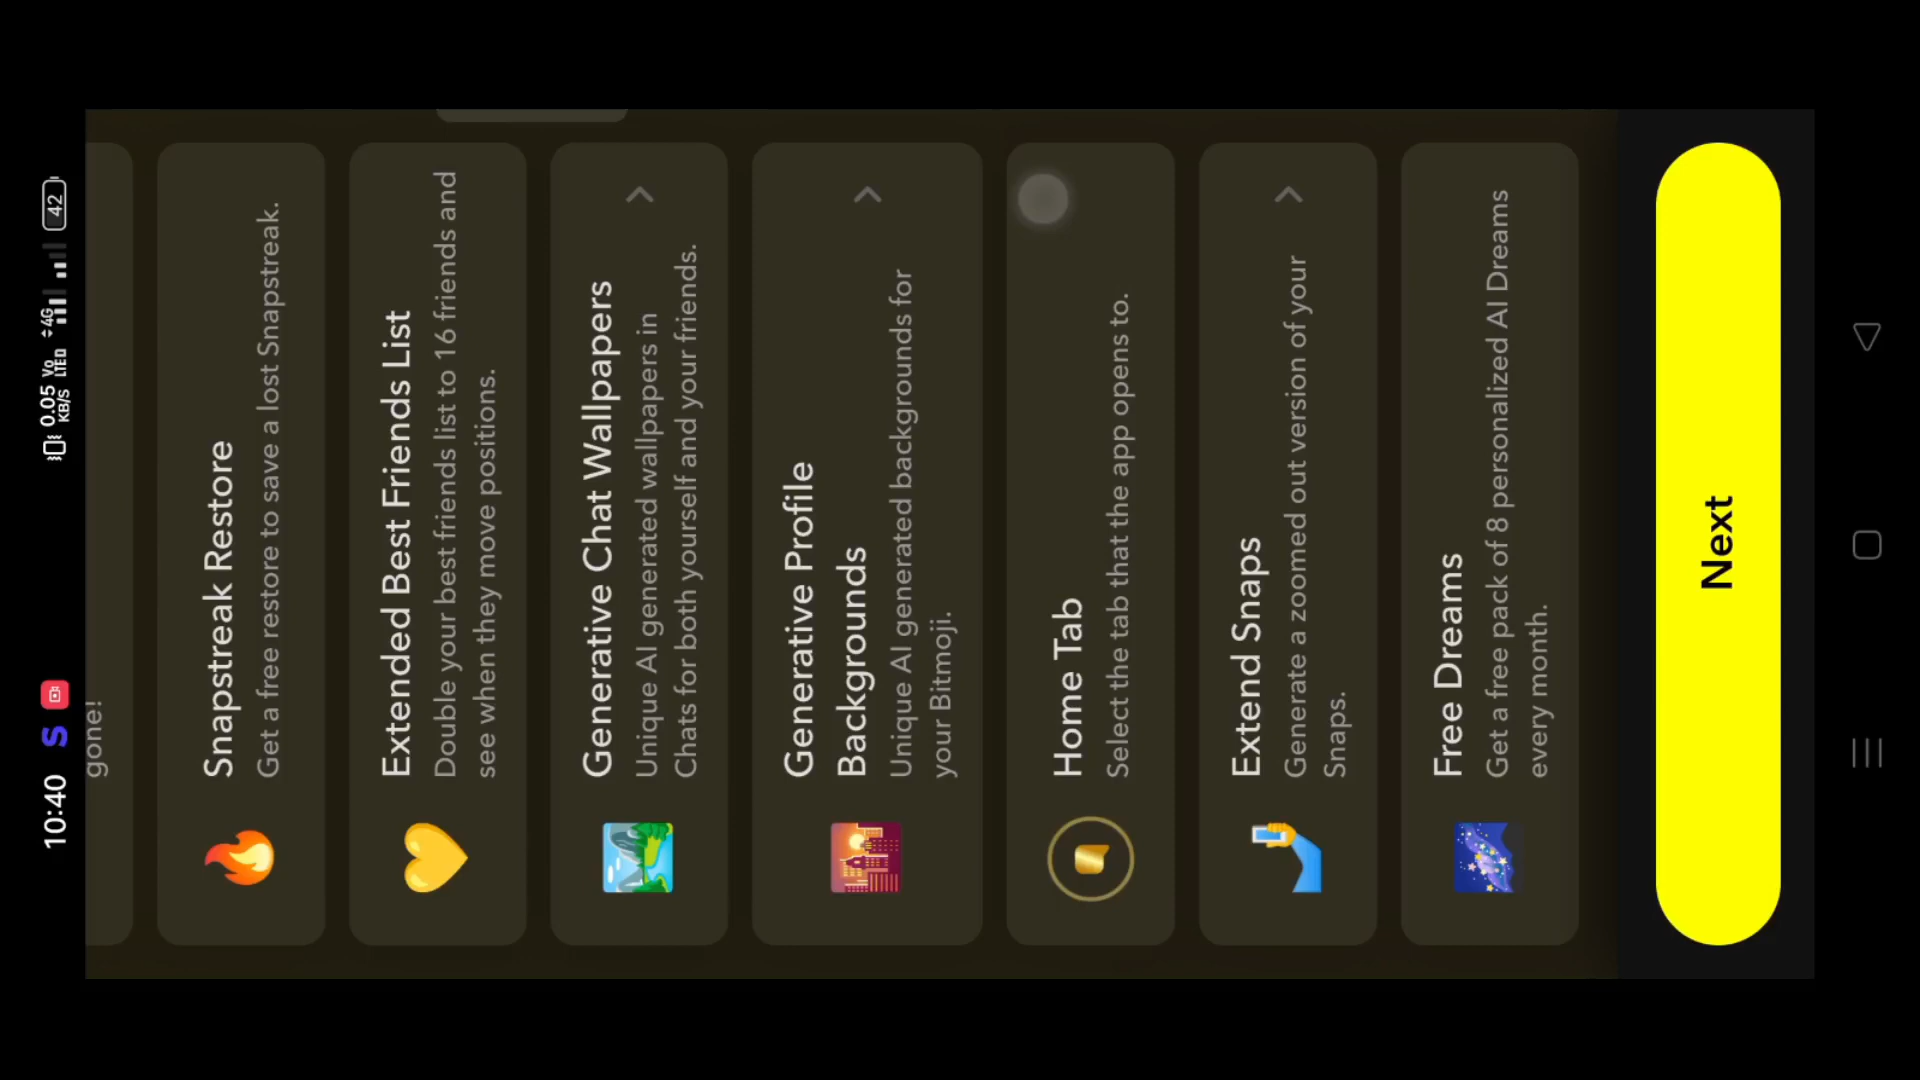 10:40 S 0.05 KB/S Vo LTE 4G 42
gone!
Snapstreak Restore
Get a free restore to save a lost Snapstreak.
Extended Best Friends List
Double your best friends list to 16 friends and
see when they move positions.
Generative Chat Wallpapers
Unique AI generated wallpapers in
Chats for both yourself and your friends.
Generative Profile
Backgrounds
Unique AI generated backgrounds for
your Bitmoji.
Home Tab
Select the tab that the app opens to.
Extend Snaps
Generate a zoomed out version of your
Snaps.
Free Dreams
Get a free pack of 8 personalized AI Dreams
every month.
Next